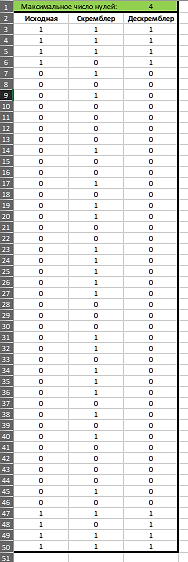 1 Максимальное число нулей: 4
2 Исходная Скремблер Дескремблер
3 1 1 1
4 1 1 1
5 1 1 1
6 1 0 1
7 0 1 0
8 0 0 0
9 0 1 0
10 0 0 0
11 0 0 0
12 0 0 0
13 0 0 0
14 0 1 0
15 0 0 0
16 0 0 0
17 0 1 0
18 0 0 0
19 0 1 0
20 0 1 0
21 0 0 0
22 0 0 0
23 0 1 0
24 0 1 0
25 0 1 0
26 0 1 0
27 0 1 0
28 0 0 0
29 0 0 0
30 0 0 0
31 0 1 0
32 0 1 0
33 0 0 0
34 0 1 0
35 0 1 0
36 0 1 0
37 0 0 0
38 0 1 0
39 0 0 0
40 0 1 0
41 0 0 0
42 0 0 0
43 0 0 0
44 0 0 0
45 0 1 0
46 0 0 0
47 1 1 1
48 1 0 1
49 1 1 1
50 1 1 1
51